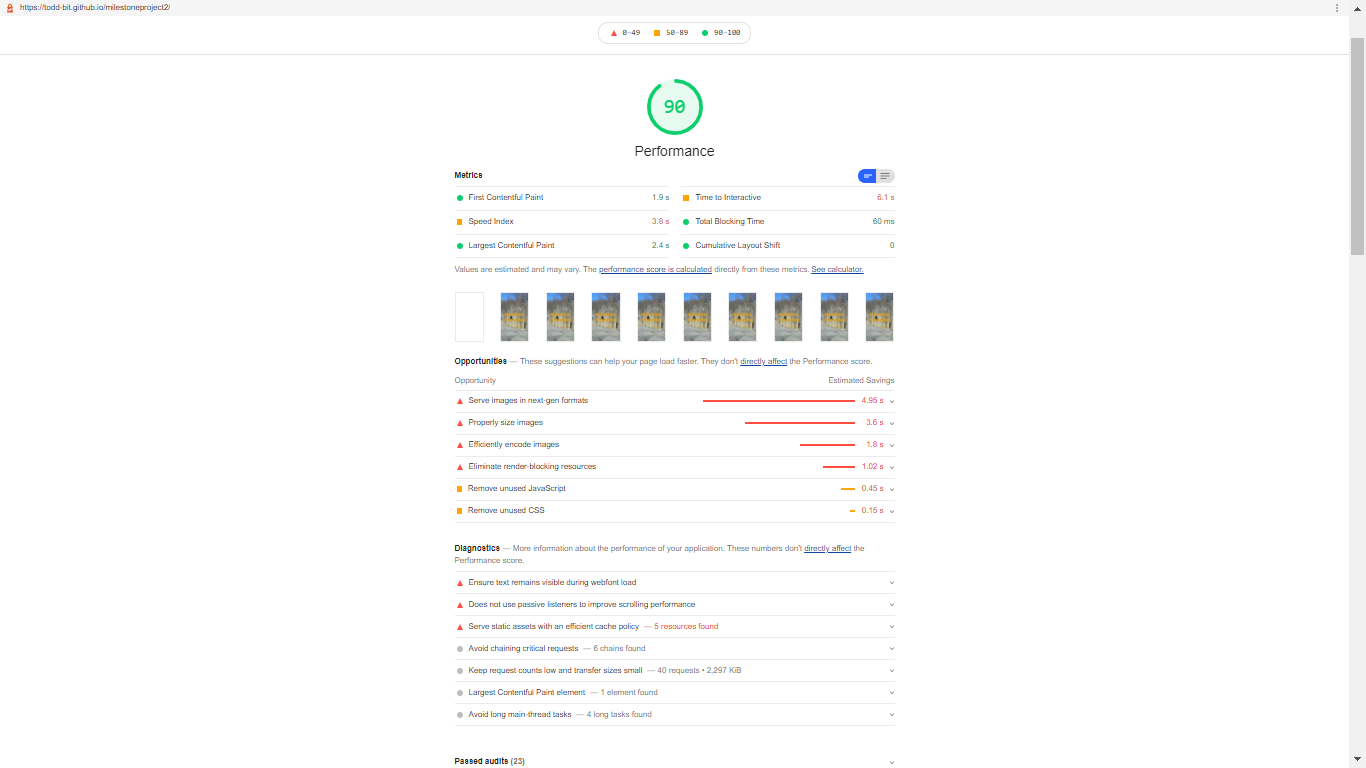 https://todd-bit.github.io/milestoneproject2/
0–49 50–89 90–100
90
Performance
Metrics
First Contentful Paint 1.9 s
Time to Interactive 6.1 s
Speed Index 3.8 s
Total Blocking Time 60 ms
Largest Contentful Paint 2.4 s
Cumulative Layout Shift 0
Values are estimated and may vary. The performance score is calculated directly from these metrics. See calculator.
Opportunities — These suggestions can help your page load faster. They don't directly affect the Performance score.
Opportunity Estimated Savings
Serve images in next-gen formats 4.95 s
Properly size images 3.6 s
Efficiently encode images 1.8 s
Eliminate render-blocking resources 1.02 s
Remove unused JavaScript 0.45 s
Remove unused CSS 0.15 s
Diagnostics — More information about the performance of your application. These numbers don't directly affect the
Performance score.
Ensure text remains visible during webfont load
Does not use passive listeners to improve scrolling performance
Serve static assets with an efficient cache policy — 5 resources found
Avoid chaining critical requests — 6 chains found
Keep request counts low and transfer sizes small — 40 requests • 2,297 KiB
Largest Contentful Paint element — 1 element found
Avoid long main-thread tasks — 4 long tasks found
Passed audits (23)